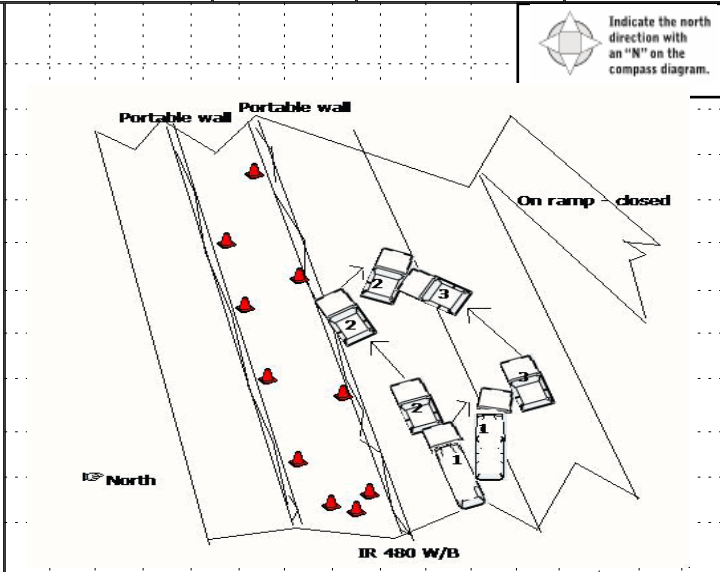 Indicate the north
direction with
an "N" on the
compass diagram.
Portable wall
Portable wall
On ramp - closed
2
3
2
3
2
1
1
☞ North
IR 480 W/B